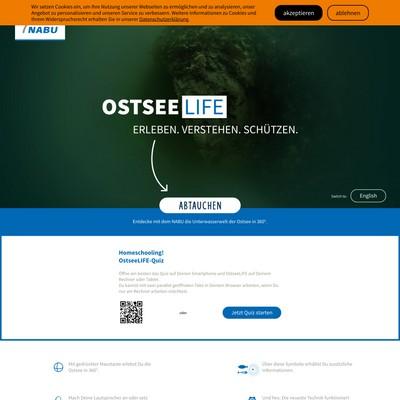 Wir setzen Cookies ein, um Ihre Nutzung unserer Webseiten zu ermöglichen und zu analysieren, unser
Angebot zu personalisieren und unseren Service zu verbessern. Weitere Informationen zu Cookies und
Ihrem Widerspruchsrecht erhalten Sie in unserer Datenschutzerklärung.
akzeptieren
ablehnen
NABU
OSTSEE LIFE
ERLEBEN. VERSTEHEN. SCHÜTZEN.
ABTAUCHEN
Switch to:
English
Entdecke mit dem NABU die Unterwasserwelt der Ostsee in 360°.
Homeschooling!
OstseeLIFE-Quiz
Öffne am besten das Quiz auf Deinem Smartphone und OstseeLIFE auf Deinem
Rechner oder Tablet.
Du kannst mit zwei parallel geöffneten Tabs in Deinem Browser arbeiten, wenn Du
nur am Rechner arbeiten möchtest.
oder
Jetzt Quiz starten
Mit gedrückter Maustaste erlebst Du die
Ostsee in 360°.
Über diese Symbole erhältst Du zusätzliche
Informationen.
Mach Deine Lautsprecher an oder setz
Und hey: Die neueste Technik funktioniert